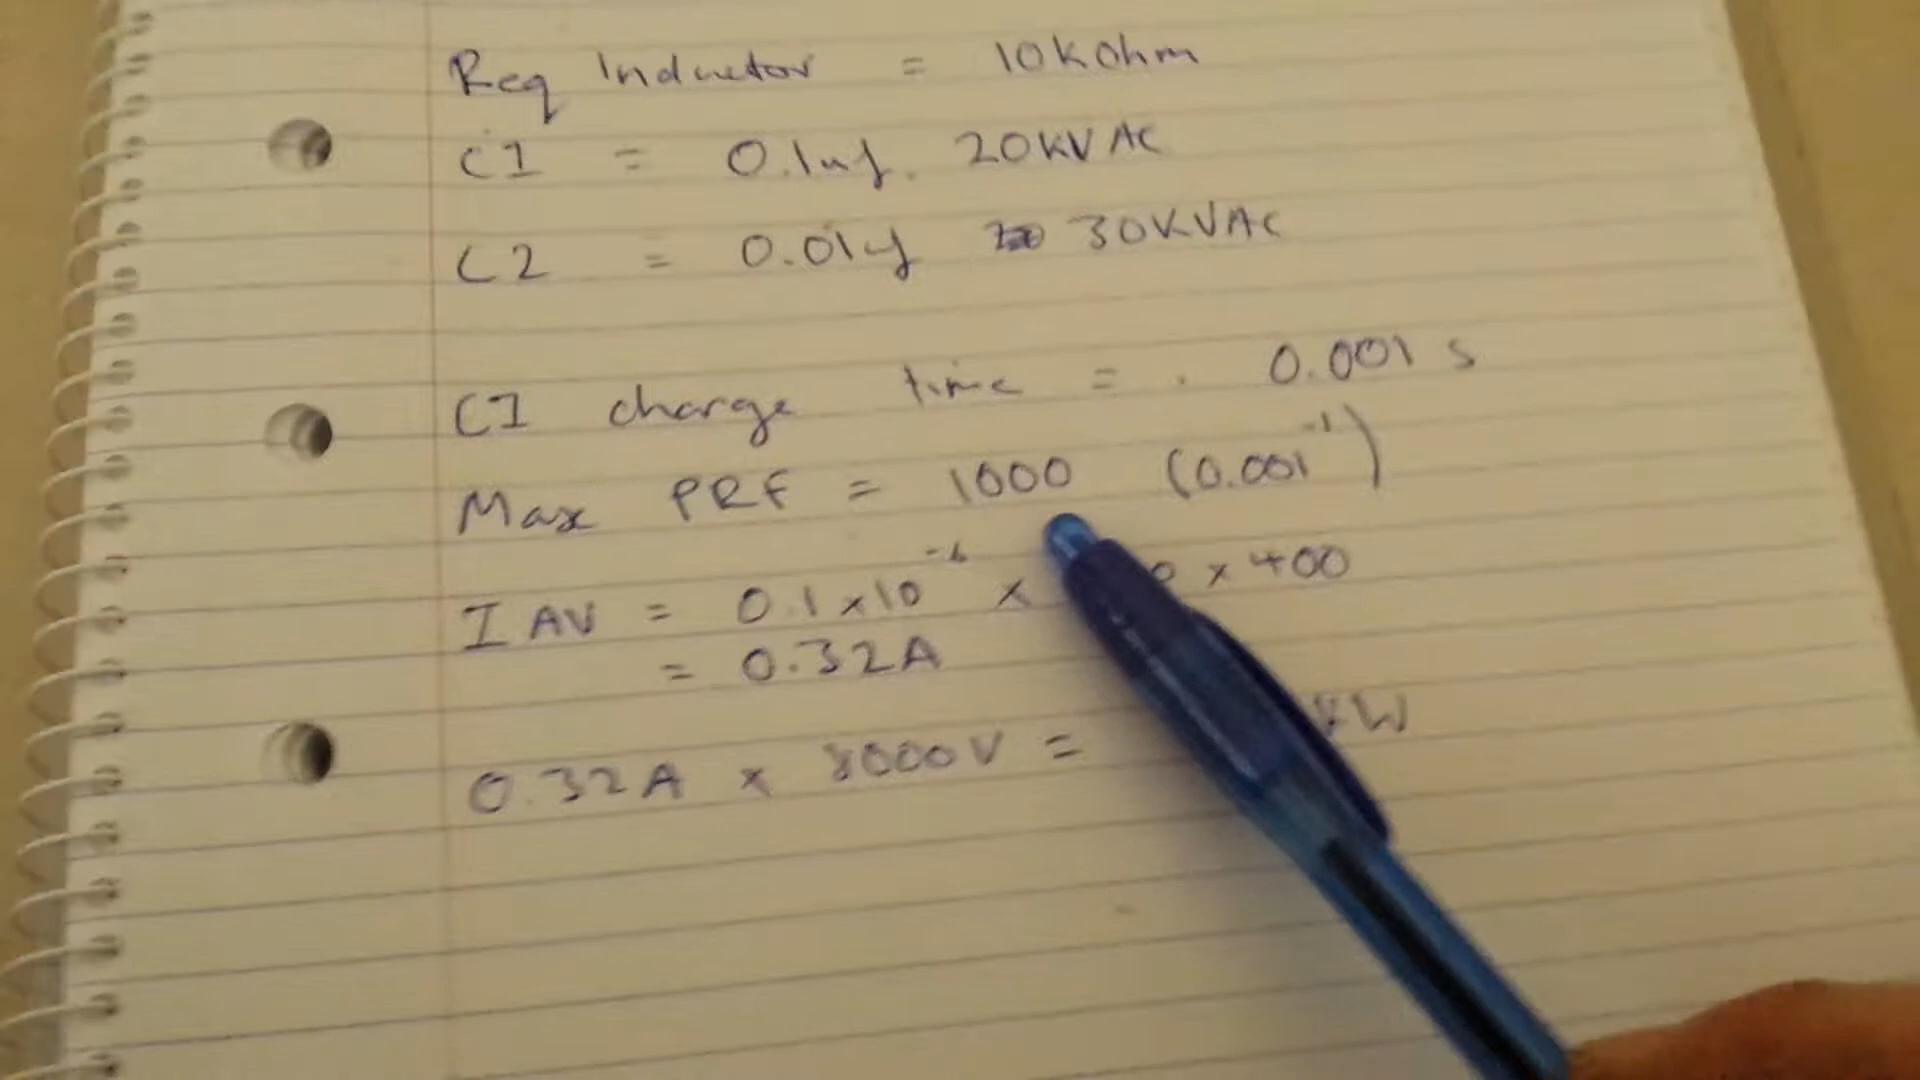 Req Inductor = 10KOhm
C1 = 0.1uf. 20KVAC
C2 = 0.01uf 30KVAC
C1 charge time = . 0.001 s
Max PRF = 1000 (0.001⁻¹)
I AV = 0.1 x 10⁻⁶ x x 400
= 0.32A
0.32A x 8000V = W